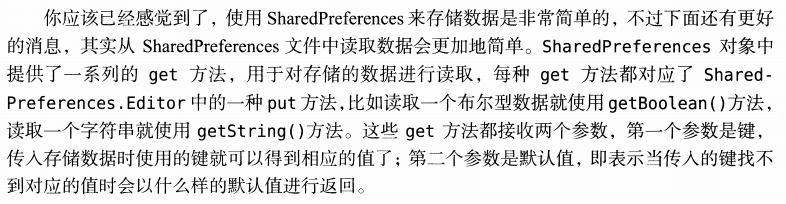 你应该已经感觉到了，使用 SharedPreferences 来存储数据是非常简单的，不过下面还有更好
的消息，其实从 SharedPreferences 文件中读取数据会更加地简单。SharedPreferences 对象中
提供了一系列的 get 方法，用于对存储的数据进行读取，每种 get 方法都对应了 Shared-
Preferences.Editor 中的一种 put 方法，比如读取一个布尔型数据就使用 getBoolean()方法，
读取一个字符串就使用 getString()方法。这些 get 方法都接收两个参数，第一个参数是键，
传入存储数据时使用的键就可以得到相应的值了；第二个参数是默认值，即表示当传入的键找不
到对应的值时会以什么样的默认值进行返回。